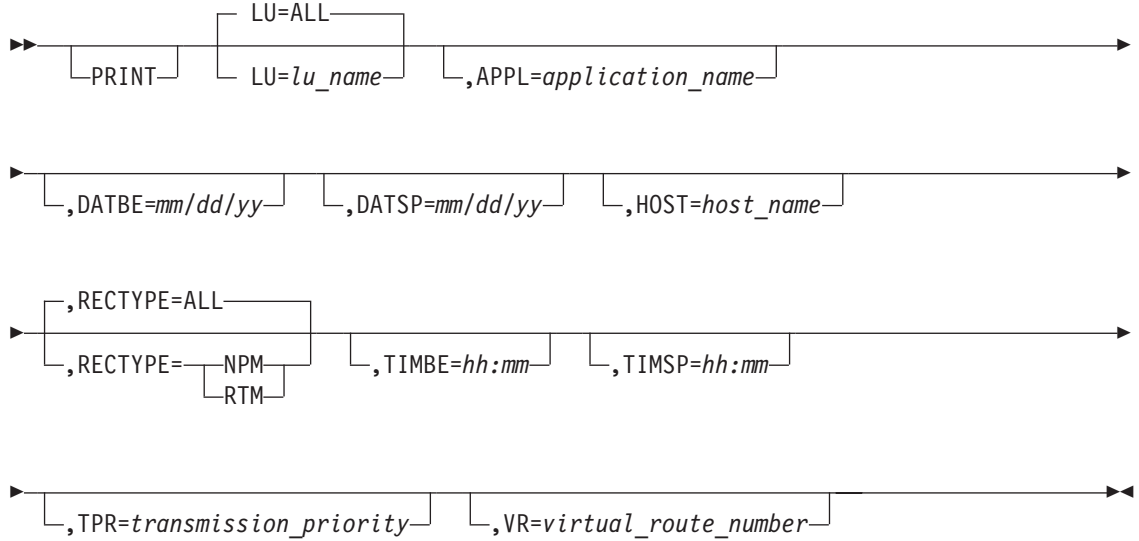 LU=ALL
PRINT LU=lu_name ,APPL=application_name
,DATBE=mm/dd/yy ,DATSP=mm/dd/yy ,HOST=host_name
,RECTYPE=ALL
,RECTYPE= NPM ,TIMBE=hh:mm ,TIMSP=hh:mm
RTM
,TPR=transmission_priority ,VR=virtual_route_number